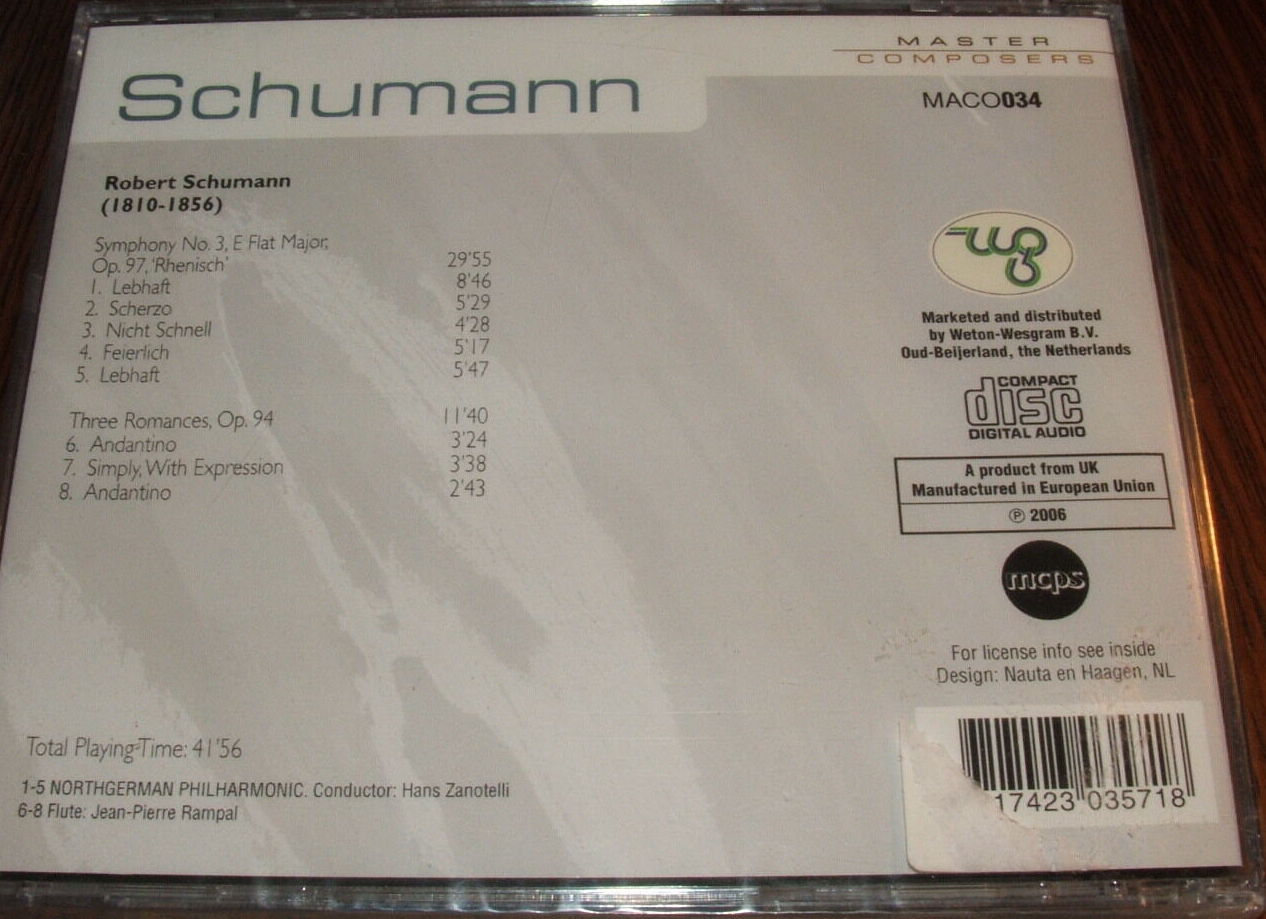 Schumann
MASTER
COMPOSERS
MACO034
Robert Schumann
(1810-1856)
Symphony No. 3, E Flat Major,
Op. 97, 'Rhenisch' 29'55
1. Lebhaft 8'46
2. Scherzo 5'29
3. Nicht Schnell 4'28
4. Feierlich 5'17
5. Lebhaft 5'47
Three Romances, Op. 94 11'40
6. Andantino 3'24
7. Simply, With Expression 3'38
8. Andantino 2'43
Total Playing-Time: 41'56
1-5 NORTHGERMAN PHILHARMONIC. Conductor: Hans Zanotelli
6-8 Flute: Jean-Pierre Rampal
Marketed and distributed
by Weton-Wesgram B.V.
Oud-Beijerland, the Netherlands
COMPACT
disc
DIGITAL AUDIO
A product from UK
Manufactured in European Union
℗ 2006
mcps
For license info see inside
Design: Nauta en Haagen, NL
17423 035718